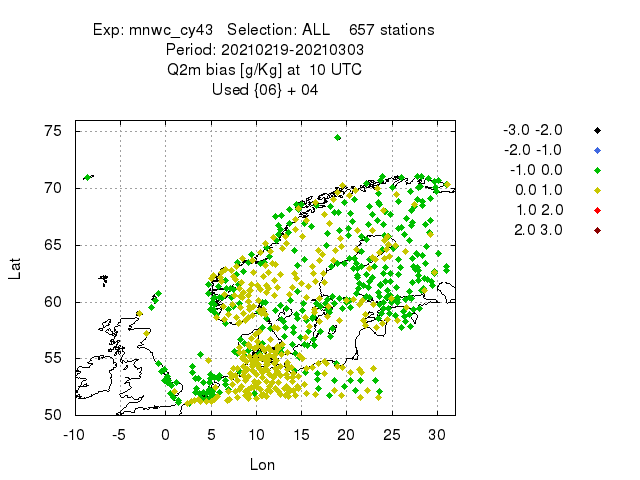 Exp: mnwc_cy43 Selection: ALL 657 stations
Period: 20210219-20210303
Q2m bias [g/Kg] at 10 UTC
Used {06} + 04
-3.0 -2.0
-2.0 -1.0
-1.0 0.0
0.0 1.0
1.0 2.0
2.0 3.0
75
70
65
60
55
50
Lat
-10 -5 0 5 10 15 20 25 30
Lon